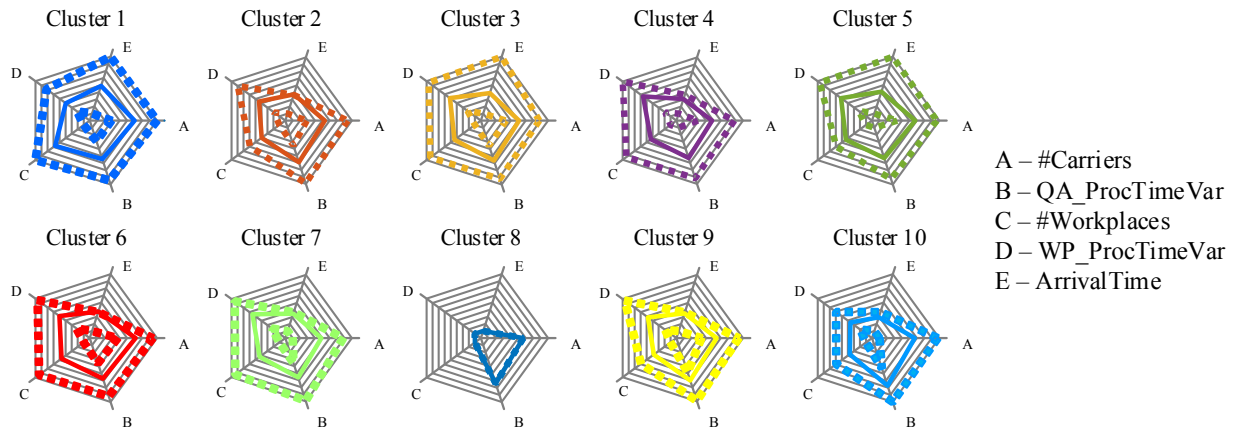 Cluster 1 Cluster 2 Cluster 3 Cluster 4 Cluster 5
E E E E E
D D D D D
A A A A A
C C C C C
B B B B B
A – #Carriers
B – QA_ProcTimeVar
C – #Workplaces
D – WP_ProcTimeVar
E – ArrivalTime
Cluster 6 Cluster 7 Cluster 8 Cluster 9 Cluster 10
E E E E E
D D D D D
A A A A A
C C C C C
B B B B B